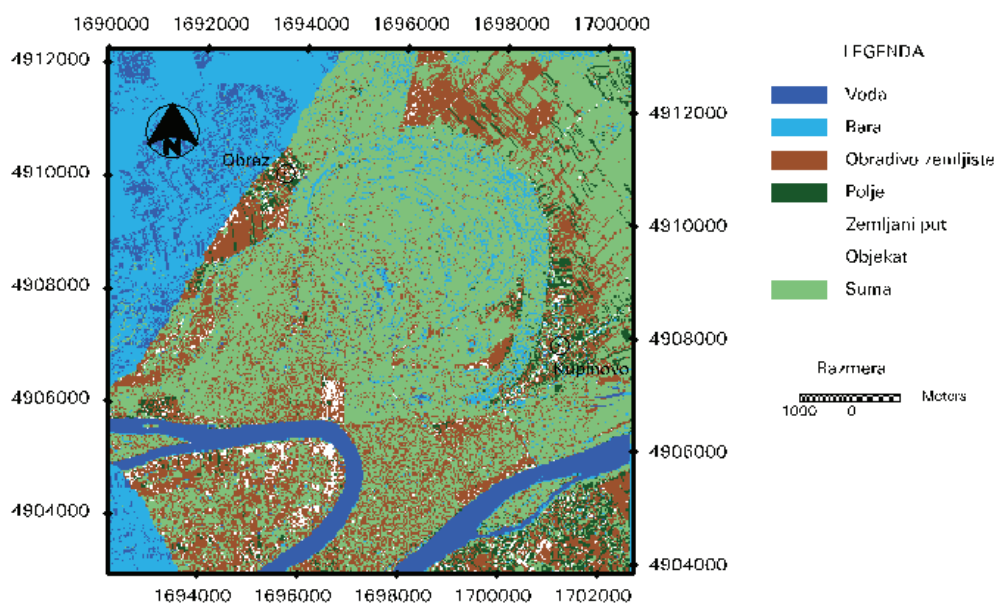 1690000 1692000 1694000 1696000 1698000 1700000
4912000
4910000
4908000
4906000
4904000
N
Obraz
Kupinovo
4912000
4910000
4908000
4906000
4904000
1694000 1696000 1698000 1700000 1702000
LEGENDA
Voda
Bara
Obradivo zemljiste
Polje
Zemljani put
Objekat
Suma
Razmera
1000 0 Meters